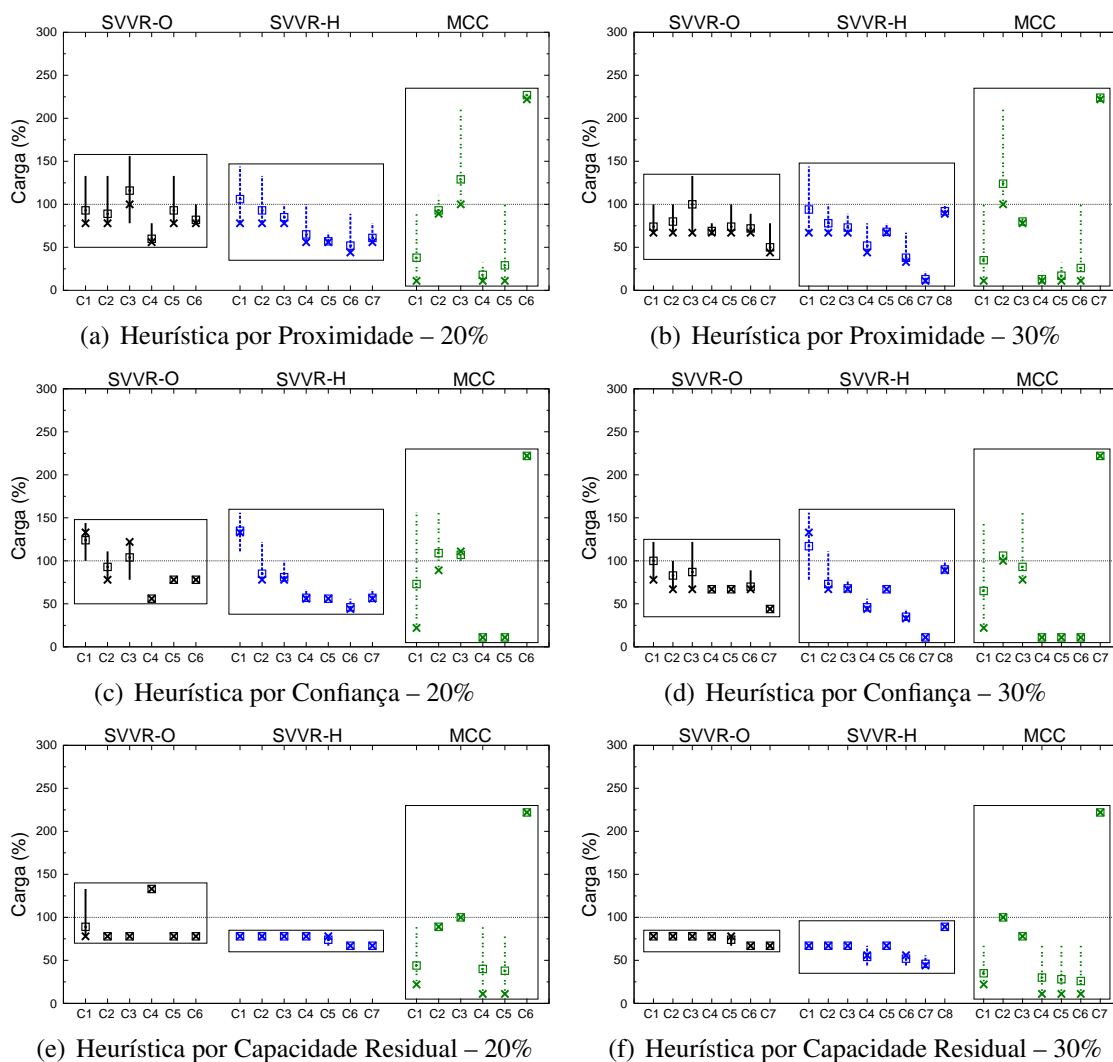 SVVR-O SVVR-H MCC
300
250
200
150
100
50
0
Carga (%)
C1 C2 C3 C4 C5 C6 C1 C2 C3 C4 C5 C6 C7 C1 C2 C3 C4 C5 C6
(a) Heurística por Proximidade – 20%
SVVR-O SVVR-H MCC
300
250
200
150
100
50
0
Carga (%)
C1 C2 C3 C4 C5 C6 C7 C1 C2 C3 C4 C5 C6 C7 C8 C1 C2 C3 C4 C5 C6 C7
(b) Heurística por Proximidade – 30%
SVVR-O SVVR-H MCC
300
250
200
150
100
50
0
Carga (%)
C1 C2 C3 C4 C5 C6 C1 C2 C3 C4 C5 C6 C7 C1 C2 C3 C4 C5 C6
(c) Heurística por Confiança – 20%
SVVR-O SVVR-H MCC
300
250
200
150
100
50
0
Carga (%)
C1 C2 C3 C4 C5 C6 C7 C1 C2 C3 C4 C5 C6 C7 C8 C1 C2 C3 C4 C5 C6 C7
(d) Heurística por Confiança – 30%
SVVR-O SVVR-H MCC
300
250
200
150
100
50
0
Carga (%)
C1 C2 C3 C4 C5 C6 C1 C2 C3 C4 C5 C6 C7 C1 C2 C3 C4 C5 C6
(e) Heurística por Capacidade Residual – 20%
SVVR-O SVVR-H MCC
300
250
200
150
100
50
0
Carga (%)
C1 C2 C3 C4 C5 C6 C7 C1 C2 C3 C4 C5 C6 C7 C8 C1 C2 C3 C4 C5 C6 C7
(f) Heurística por Capacidade Residual – 30%